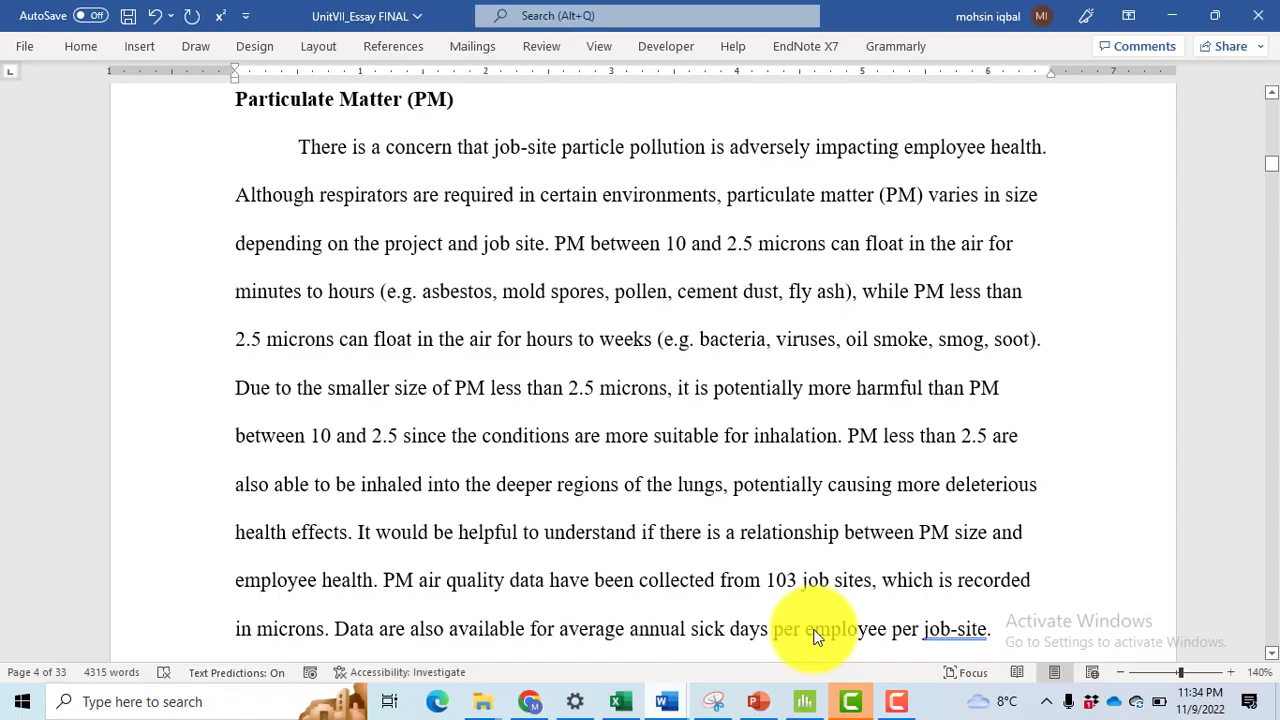 AutoSave Off UnitVII_Essay FINAL Search (Alt+Q) mohsin iqbal MI
File Home Insert Draw Design Layout References Mailings Review View Developer Help EndNote X7 Grammarly Comments Share
1 1 2 3 4 5 6 7
Particulate Matter (PM)
There is a concern that job-site particle pollution is adversely impacting employee health.
Although respirators are required in certain environments, particulate matter (PM) varies in size
depending on the project and job site. PM between 10 and 2.5 microns can float in the air for
minutes to hours (e.g. asbestos, mold spores, pollen, cement dust, fly ash), while PM less than
2.5 microns can float in the air for hours to weeks (e.g. bacteria, viruses, oil smoke, smog, soot).
Due to the smaller size of PM less than 2.5 microns, it is potentially more harmful than PM
between 10 and 2.5 since the conditions are more suitable for inhalation. PM less than 2.5 are
also able to be inhaled into the deeper regions of the lungs, potentially causing more deleterious
health effects. It would be helpful to understand if there is a relationship between PM size and
employee health. PM air quality data have been collected from 103 job sites, which is recorded
in microns. Data are also available for average annual sick days per employee per job-site.
Activate Windows
Go to Settings to activate Windows.
Page 4 of 33 4315 words Text Predictions: On Accessibility: Investigate Focus 140%
Type here to search 8°C 11:34 PM
11/9/2022